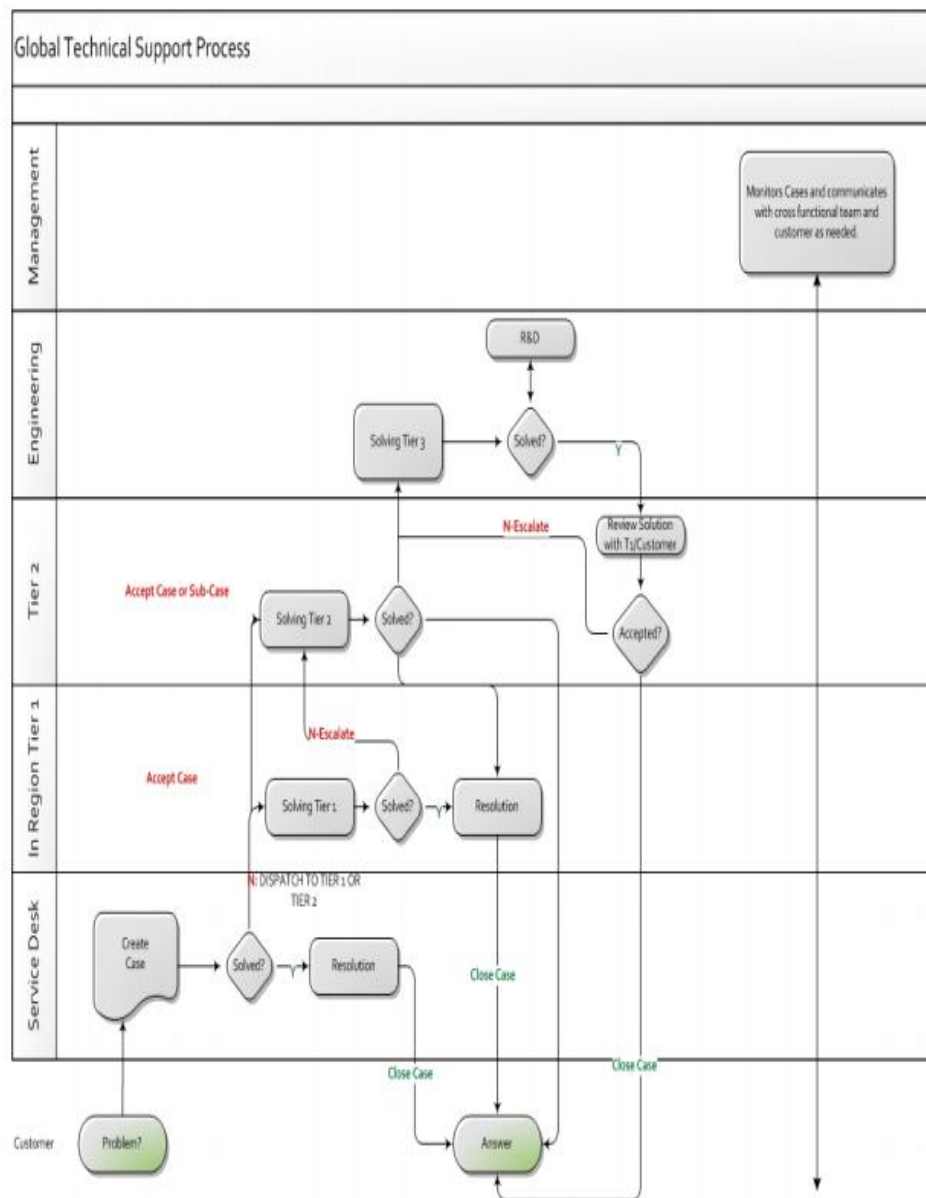 Global Technical Support Process
Management
Monitors Cases and communicates
with cross functional team and
customer as needed.
Engineering
R&D
Solving Tier 3
Solved?
Y
Tier 2
N-Escalate
Review Solution
with T1/Customer
Accept Case or Sub-Case
Solving Tier 2
Solved?
Accepted?
In Region Tier 1
N-Escalate
Accept Case
Solving Tier 1
Solved?
Y
Resolution
N: DISPATCH TO TIER 1 OR
TIER 2
Service Desk
Create
Case
Solved?
Y
Resolution
Close Case
Close Case
Close Case
Customer
Problem?
Answer